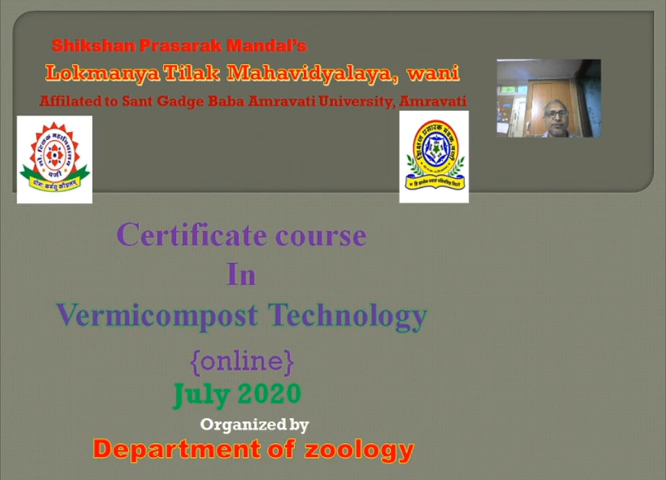 Shikshan Prasarak Mandal's
Lokmanya Tilak Mahavidyalaya, wani
Affilated to Sant Gadge Baba Amravati University, Amravati
Certificate course
In
Vermicompost Technology
{online}
July 2020
Organized by
Department of zoology